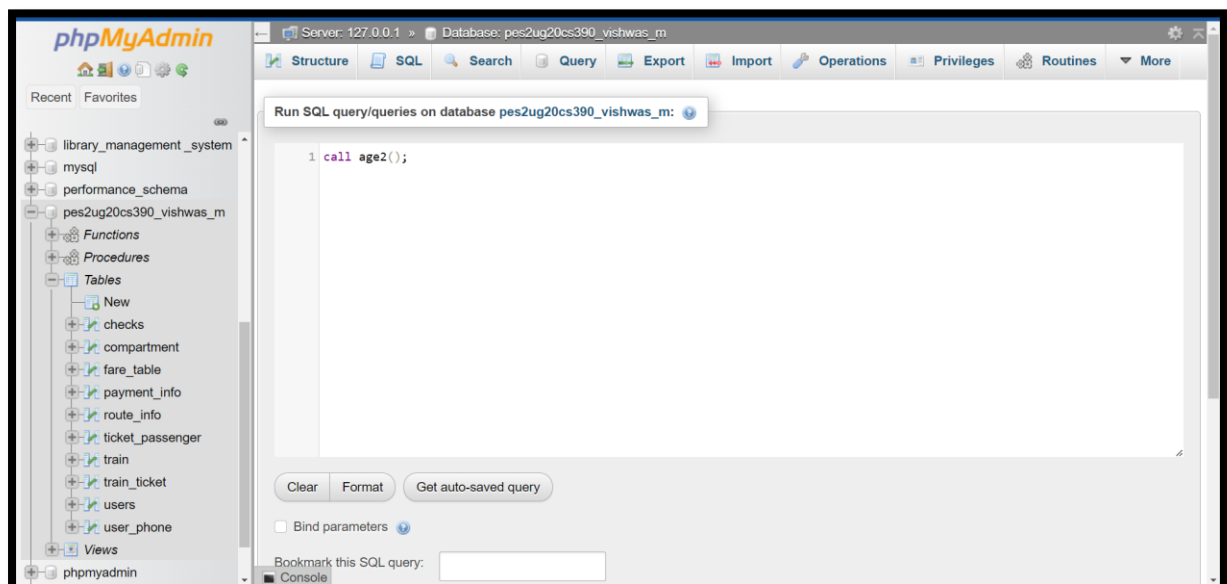 phpMyAdmin
Recent Favorites
library_management _system
mysql
performance_schema
pes2ug20cs390_vishwas_m
Functions
Procedures
Tables
New
checks
compartment
fare_table
payment_info
route_info
ticket_passenger
train
train_ticket
users
user_phone
Views
phpmyadmin
Server: 127.0.0.1 » Database: pes2ug20cs390_vishwas_m
Structure SQL Search Query Export Import Operations Privileges Routines More
Run SQL query/queries on database pes2ug20cs390_vishwas_m:
1 call age2();
Clear Format Get auto-saved query
Bind parameters
Bookmark this SQL query:
Console